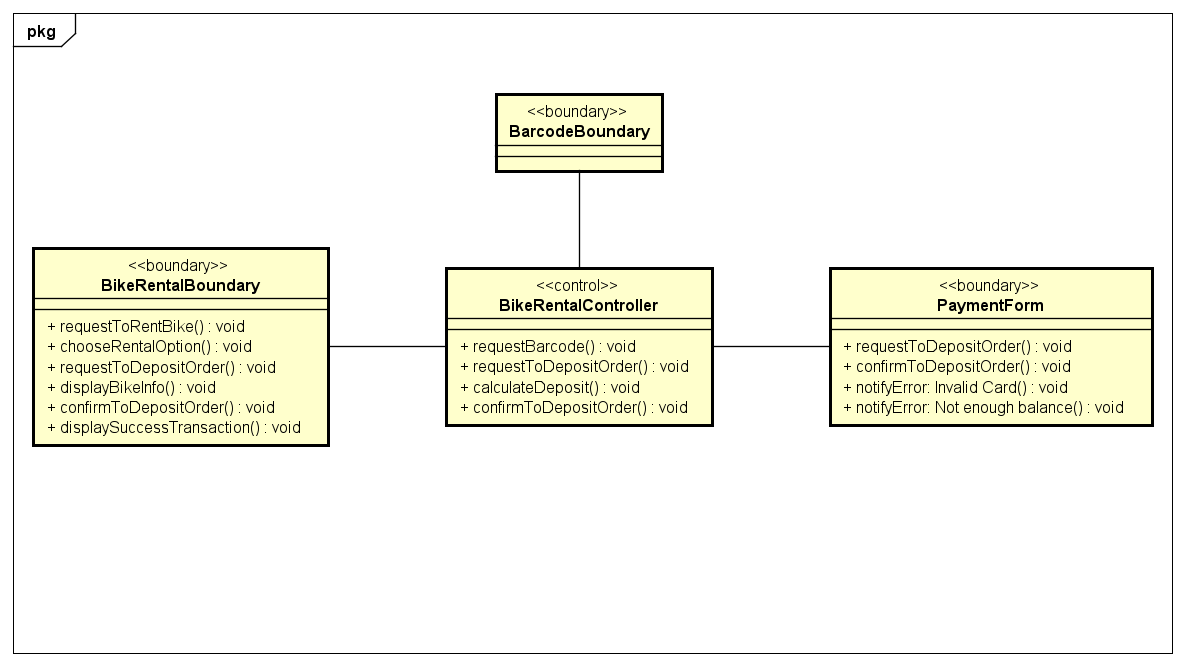 pkg
<<boundary>>
BarcodeBoundary
<<boundary>>
BikeRentalBoundary
+ requestToRentBike() : void
+ chooseRentalOption() : void
+ requestToDepositOrder() : void
+ displayBikeInfo() : void
+ confirmToDepositOrder() : void
+ displaySuccessTransaction() : void
<<control>>
BikeRentalController
+ requestBarcode() : void
+ requestToDepositOrder() : void
+ calculateDeposit() : void
+ confirmToDepositOrder() : void
<<boundary>>
PaymentForm
+ requestToDepositOrder() : void
+ confirmToDepositOrder() : void
+ notifyError: Invalid Card() : void
+ notifyError: Not enough balance() : void